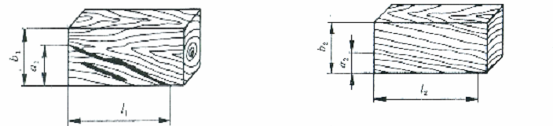 b₁
a₁
l₁
b₂
a₂
l₂